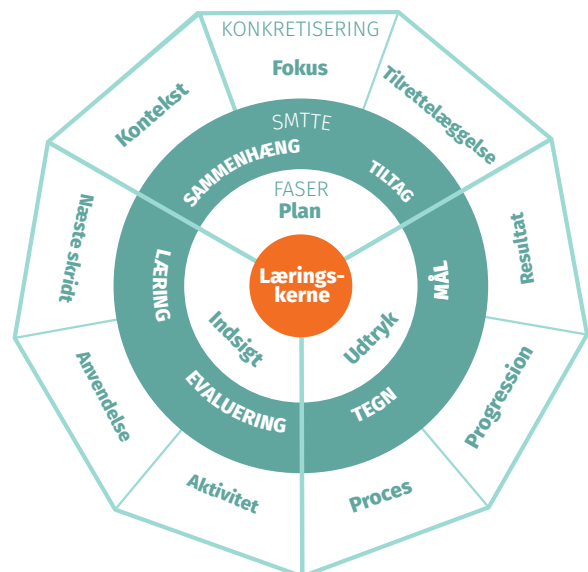 KONKRETISERING
Fokus
Kontekst
Tilrettelæggelse
SMTTE
SAMMENHÆNG
TILTAG
FASER
Plan
Næste skridt
LÆRING
Lærings-
kerne
MÅL
Resultat
Indsigt
Udtryk
Anvendelse
EVALUERING
TEGN
Progression
Aktivitet
Proces